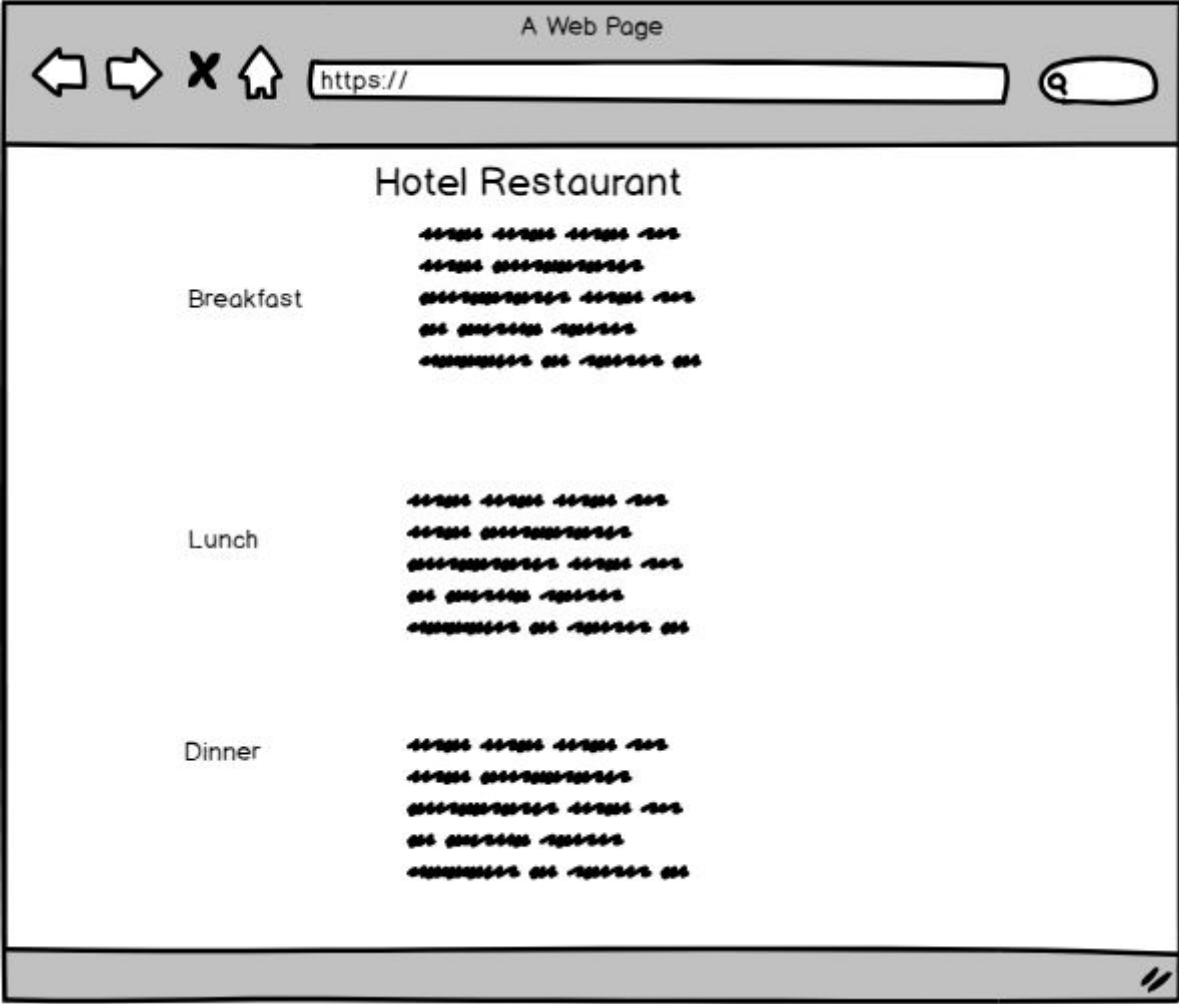 A Web Page
https://
Hotel Restaurant
Breakfast
Lunch
Dinner